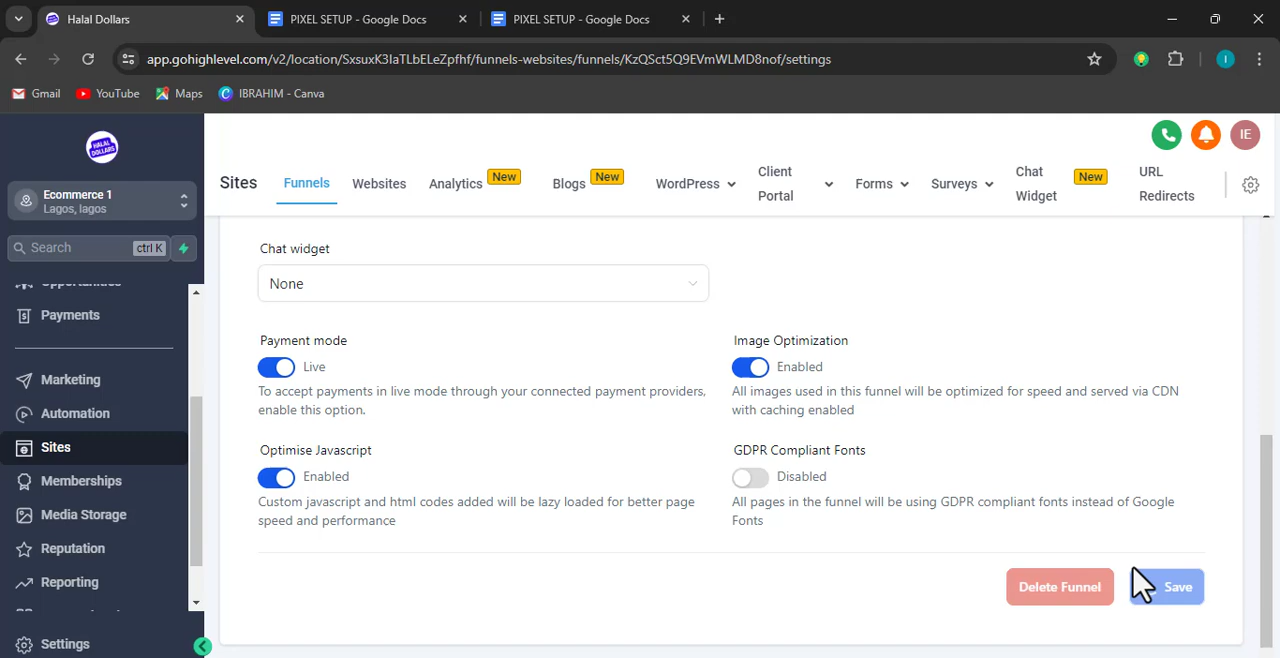 Halal Dollars
PIXEL SETUP - Google Docs
PIXEL SETUP - Google Docs
app.gohighlevel.com/v2/location/SxsuxK3IaTLbELeZpfhf/funnels-websites/funnels/KzQSct5Q9EVmWLMD8nof/settings
I
Gmail
YouTube
Maps
IBRAHIM - Canva
HALAL
DOLLARS
IE
Ecommerce 1
Lagos, lagos
Search
ctrl K
Opportunities
Payments
Marketing
Automation
Sites
Memberships
Media Storage
Reputation
Reporting
Settings
Sites
Funnels
Websites
Analytics
New
Blogs
New
WordPress
Client
Portal
Forms
Surveys
Chat
Widget
New
URL
Redirects
Chat widget
None
Payment mode
Live
To accept payments in live mode through your connected payment providers,
enable this option.
Image Optimization
Enabled
All images used in this funnel will be optimized for speed and served via CDN
with caching enabled
Optimise Javascript
Enabled
Custom javascript and html codes added will be lazy loaded for better page
speed and performance
GDPR Compliant Fonts
Disabled
All pages in the funnel will be using GDPR compliant fonts instead of Google
Fonts
Delete Funnel
Save